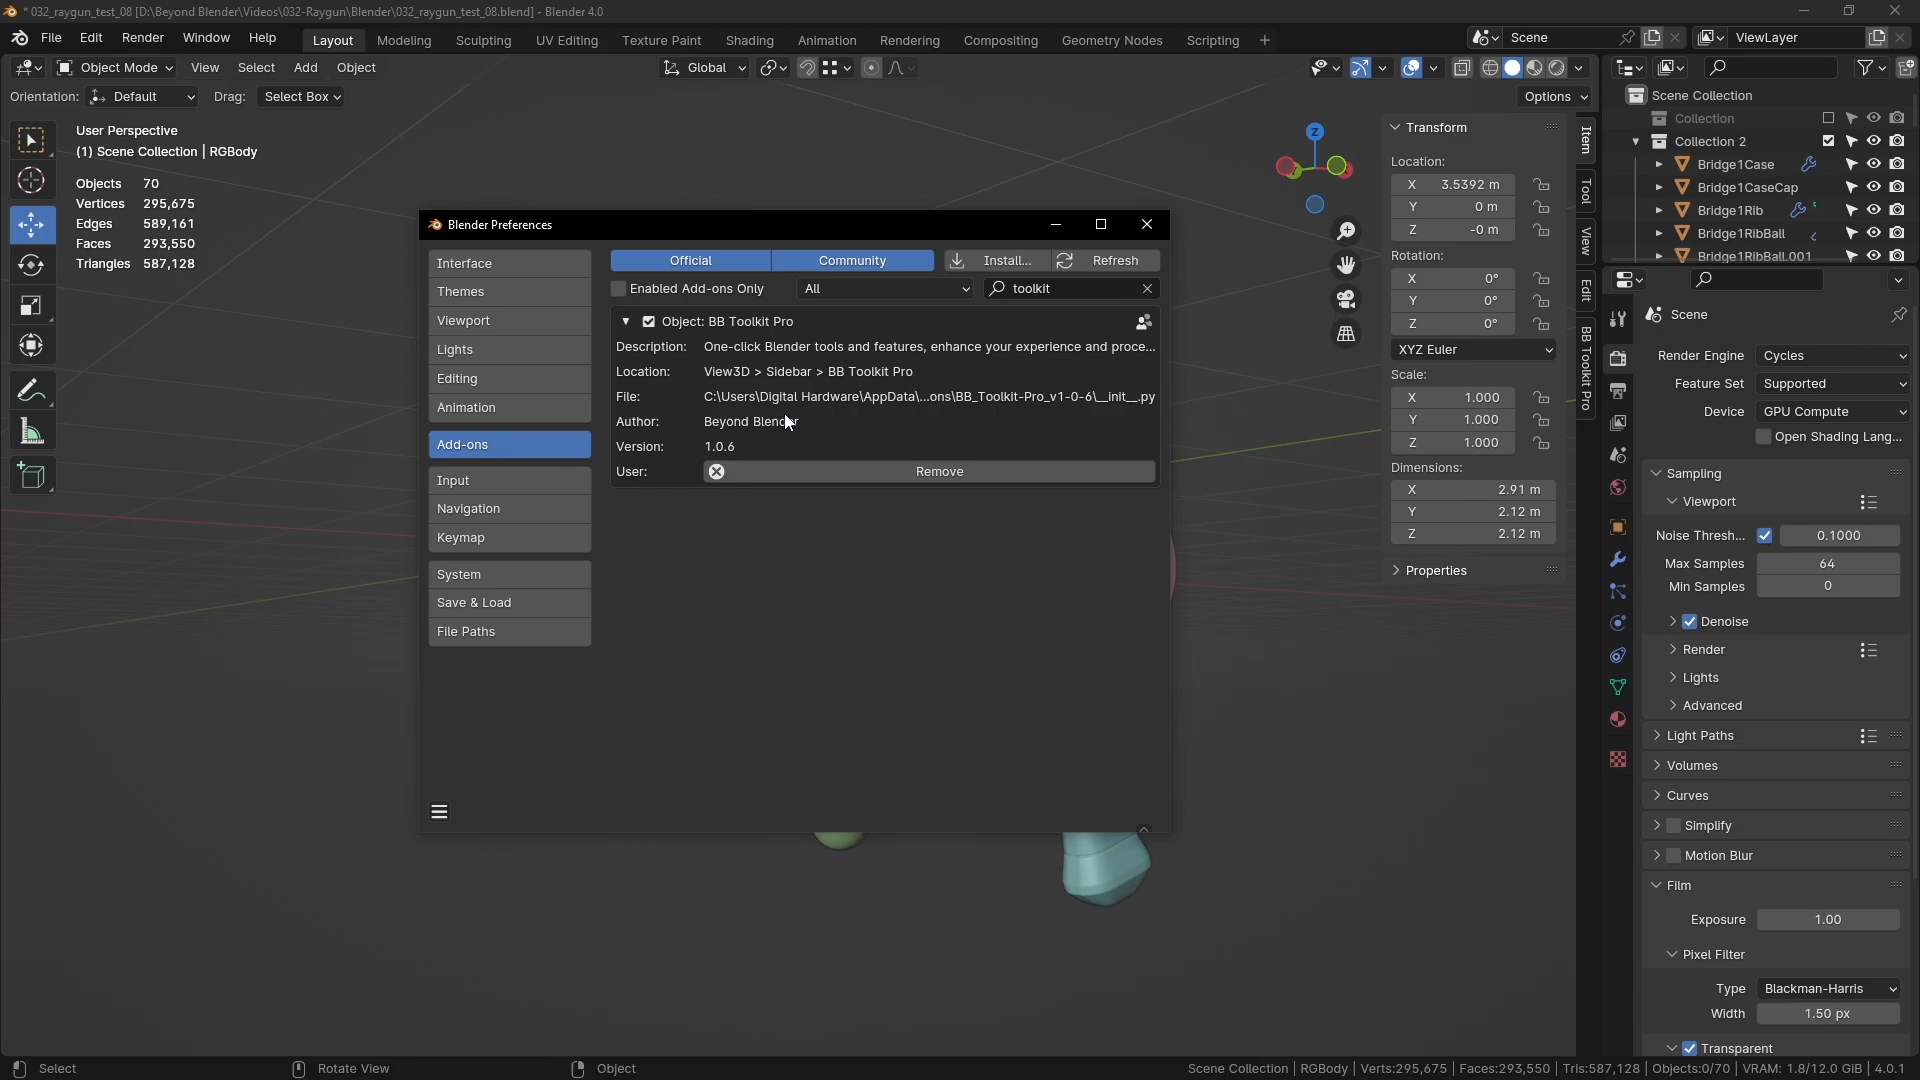 * 032_raygun_test_08 [D:\Beyond Blender\Videos\032-Raygun\Blender\032_raygun_test_08.blend] - Blender 4.0
File Edit Render Window Help Layout Modeling Sculpting UV Editing Texture Paint Shading Animation Rendering Compositing Geometry Nodes Scripting + Scene ViewLayer
Object Mode View Select Add Object Global
Orientation: Default Drag: Select Box Options
User Perspective
(1) Scene Collection | RGBody
Objects 70
Vertices 295,675
Edges 589,161
Faces 293,550
Triangles 587,128
Z
Blender Preferences
Interface
Themes
Viewport
Lights
Editing
Animation
Add-ons
Input
Navigation
Keymap
System
Save & Load
File Paths
Official Community Install... Refresh
Enabled Add-ons Only All toolkit
Object: BB Toolkit Pro
Description: One-click Blender tools and features, enhance your experience and proce...
Location: View3D > Sidebar > BB Toolkit Pro
File: C:\Users\Digital Hardware\AppData\...ons\BB_Toolkit-Pro_v1-0-6\__init__.py
Author: Beyond Blender
Version: 1.0.6
User: Remove
Transform
Location:
X 3.5392 m
Y 0 m
Z -0 m
Rotation:
X 0°
Y 0°
Z 0°
XYZ Euler
Scale:
X 1.000
Y 1.000
Z 1.000
Dimensions:
X 2.91 m
Y 2.12 m
Z 2.12 m
Properties
Item
Tool
View
Edit
BB Toolkit Pro
Scene Collection
Collection
Collection 2
Bridge1Case
Bridge1CaseCap
Bridge1Rib
Bridge1RibBall
Bridge1RibBall.001
Scene
Render Engine Cycles
Feature Set Supported
Device GPU Compute
Open Shading Lang...
Sampling
Viewport
Noise Thresh... 0.1000
Max Samples 64
Min Samples 0
Denoise
Render
Lights
Advanced
Light Paths
Volumes
Curves
Simplify
Motion Blur
Film
Exposure 1.00
Pixel Filter
Type Blackman-Harris
Width 1.50 px
Transparent
Select Rotate View Object Scene Collection | RGBody | Verts:295,675 | Faces:293,550 | Tris:587,128 | Objects:0/70 | VRAM: 1.8/12.0 GiB | 4.0.1